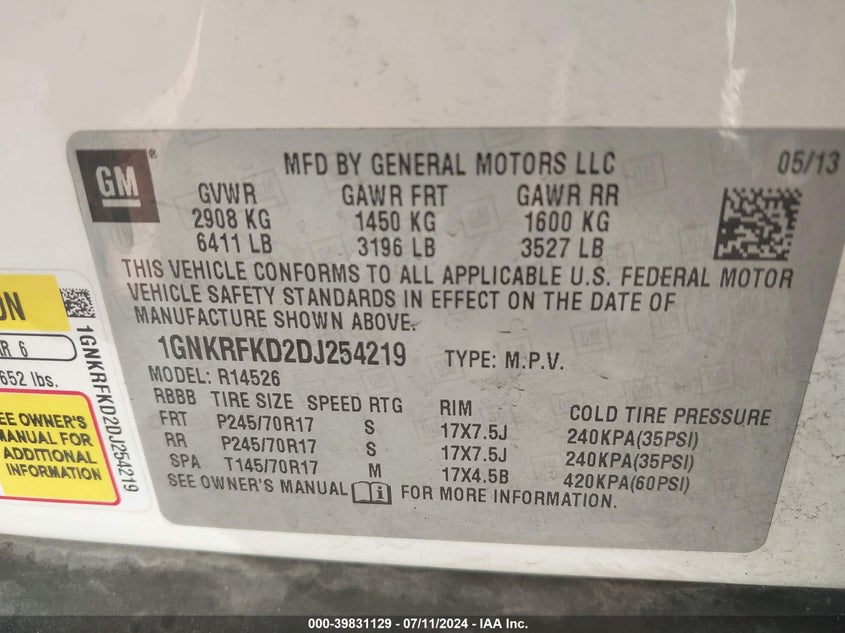 GM
®
MFD BY GENERAL MOTORS LLC 05/13
GVWR GAWR FRT GAWR RR
2908 KG 1450 KG 1600 KG
6411 LB 3196 LB 3527 LB
THIS VEHICLE CONFORMS TO ALL APPLICABLE U.S. FEDERAL MOTOR
VEHICLE SAFETY STANDARDS IN EFFECT ON THE DATE OF
MANUFACTURE SHOWN ABOVE.
1GNKRFKD2DJ254219 TYPE: M.P.V.
MODEL: R14526
RBBB TIRE SIZE SPEED RTG RIM COLD TIRE PRESSURE
FRT P245/70R17 S 17X7.5J 240KPA(35PSI)
RR P245/70R17 S 17X7.5J 240KPA(35PSI)
SPA T145/70R17 M 17X4.5B 420KPA(60PSI)
SEE OWNER'S MANUAL FOR MORE INFORMATION.
6
652 lbs.
OWNER'S
MANUAL FOR
ADDITIONAL
INFORMATION
1GNKRFKD2DJ254219
000-39831129 - 07/11/2024 - IAA Inc.